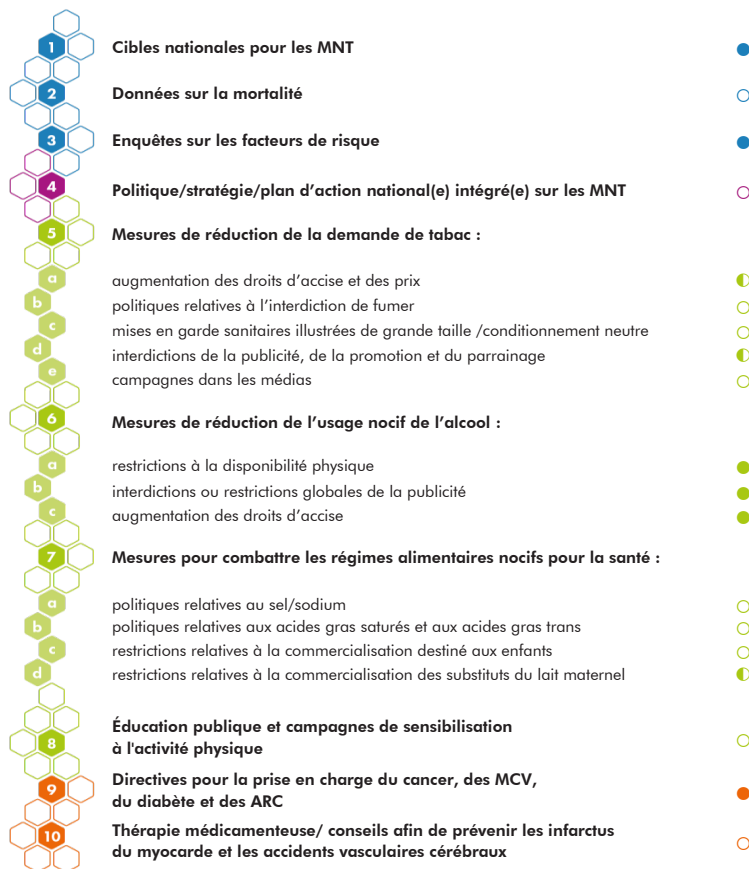 1 Cibles nationales pour les MNT
2 Données sur la mortalité
3 Enquêtes sur les facteurs de risque
4 Politique/stratégie/plan d'action national(e) intégré(e) sur les MNT
5 Mesures de réduction de la demande de tabac :
a augmentation des droits d'accise et des prix
b politiques relatives à l'interdiction de fumer
c mises en garde sanitaires illustrées de grande taille /conditionnement neutre
d interdictions de la publicité, de la promotion et du parrainage
e campagnes dans les médias
6 Mesures de réduction de l'usage nocif de l'alcool :
a restrictions à la disponibilité physique
b interdictions ou restrictions globales de la publicité
c augmentation des droits d'accise
7 Mesures pour combattre les régimes alimentaires nocifs pour la santé :
a politiques relatives au sel/sodium
b politiques relatives aux acides gras saturés et aux acides gras trans
c restrictions relatives à la commercialisation destiné aux enfants
d restrictions relatives à la commercialisation des substituts du lait maternel
8 Éducation publique et campagnes de sensibilisation
à l'activité physique
9 Directives pour la prise en charge du cancer, des MCV,
du diabète et des ARC
10 Thérapie médicamenteuse/ conseils afin de prévenir les infarctus
du myocarde et les accidents vasculaires cérébraux